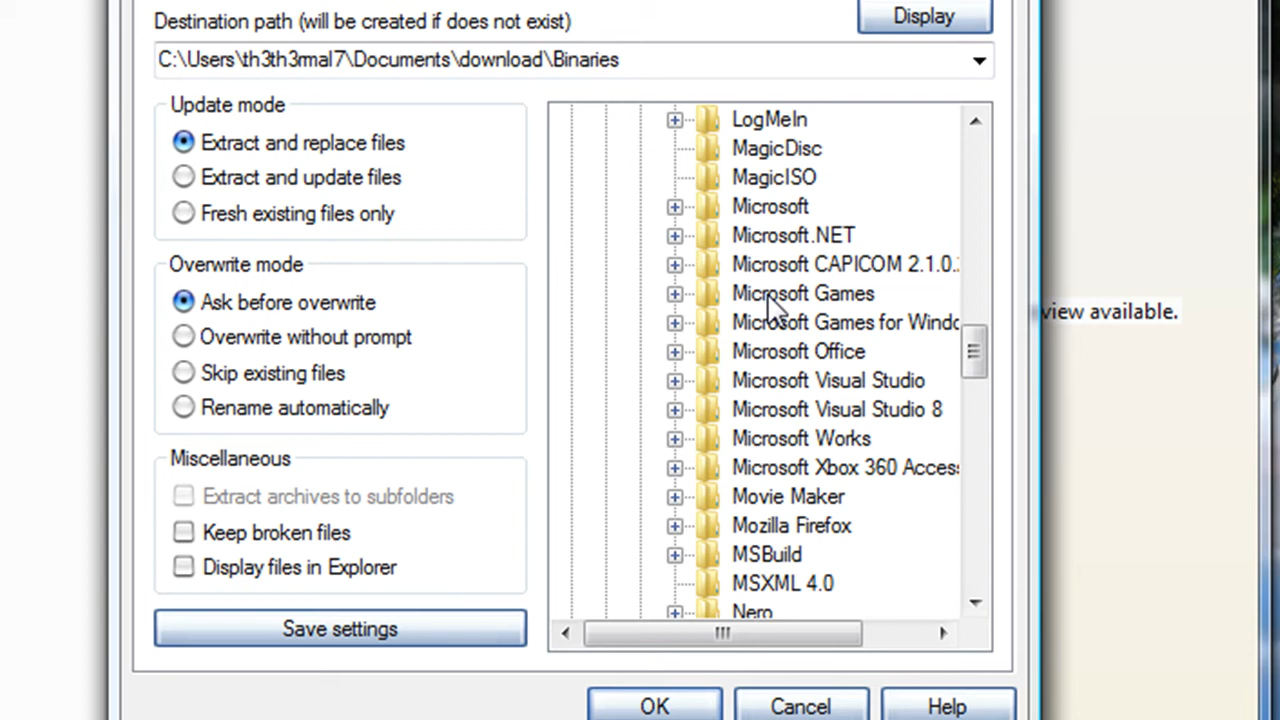 Destination path (will be created if does not exist)
Display
C:\Users\th3th3rmal7\Documents\download\Binaries
Update mode
Extract and replace files
Extract and update files
Fresh existing files only
Overwrite mode
Ask before overwrite
Overwrite without prompt
Skip existing files
Rename automatically
Miscellaneous
Extract archives to subfolders
Keep broken files
Display files in Explorer
Save settings
LogMeIn
MagicDisc
MagicISO
Microsoft
Microsoft.NET
Microsoft CAPICOM 2.1.0.
Microsoft Games
Microsoft Games for Windo
Microsoft Office
Microsoft Visual Studio
Microsoft Visual Studio 8
Microsoft Works
Microsoft Xbox 360 Access
Movie Maker
Mozilla Firefox
MSBuild
MSXML 4.0
Nero
view available.
OK
Cancel
Help